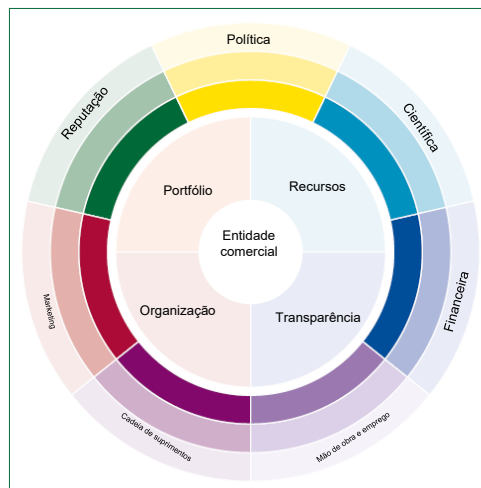 Política
Reputação
Científica
Portfólio
Recursos
Entidade
comercial
Organização
Transparência
Marketing
Financeira
Cadeia de suprimentos
Mão de obra e emprego